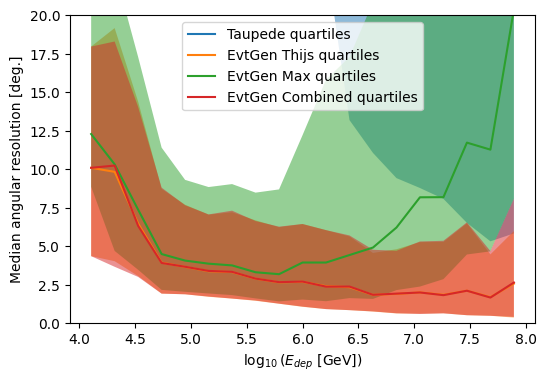 20.0
17.5
15.0
12.5
10.0
7.5
5.0
2.5
0.0
Median angular resolution [deg.]
Taupede quartiles
EvtGen Thijs quartiles
EvtGen Max quartiles
EvtGen Combined quartiles
4.0 4.5 5.0 5.5 6.0 6.5 7.0 7.5 8.0
log₁₀(E_dep [GeV])